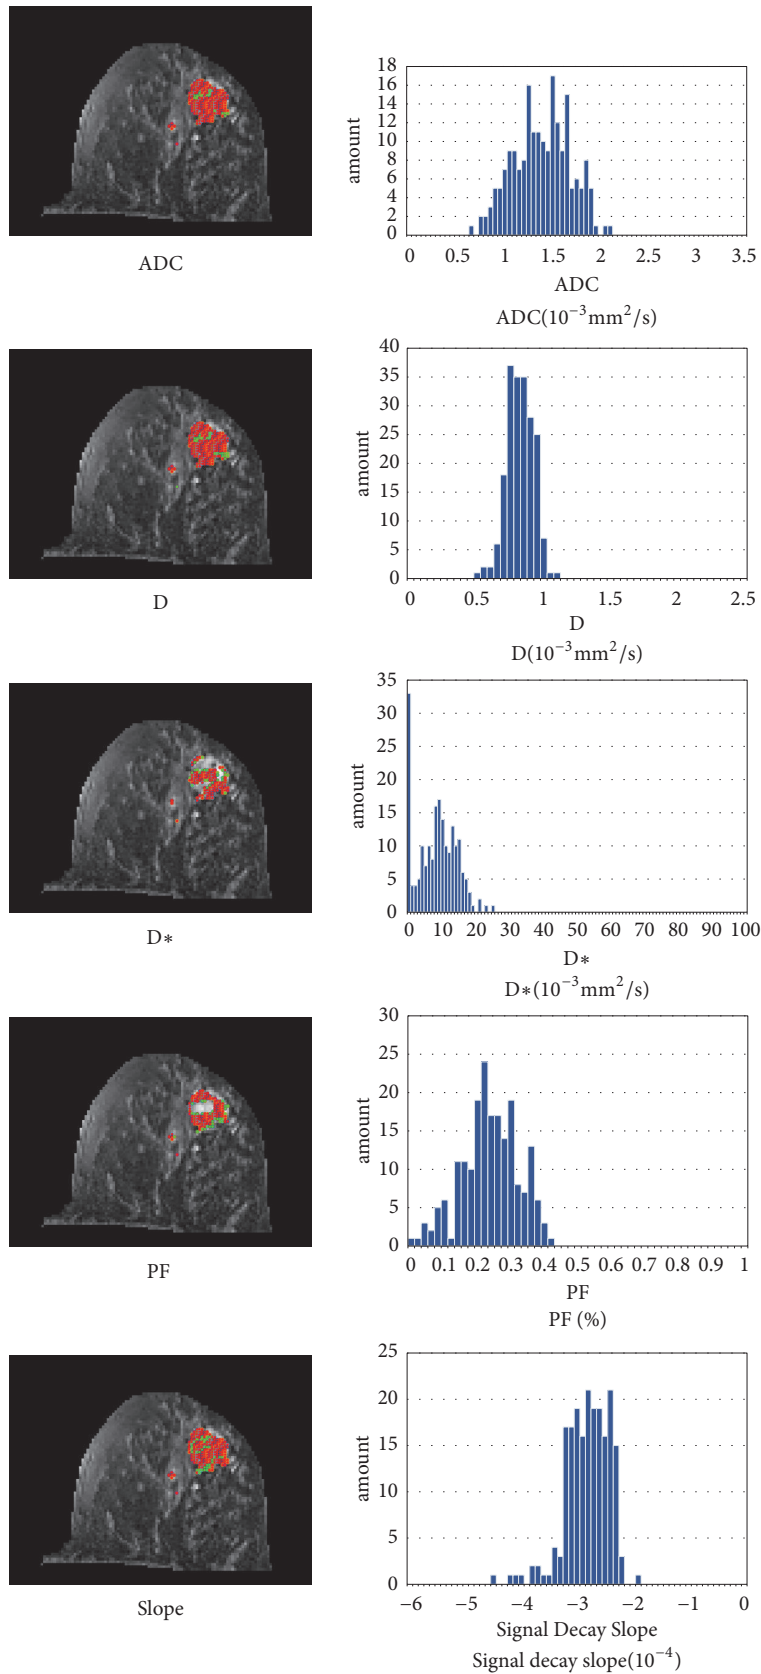 ADC
amount
18
16
14
12
10
8
6
4
2
0
0 0.5 1 1.5 2 2.5 3 3.5
ADC
ADC(10⁻³mm²/s)
D
amount
40
35
30
25
20
15
10
5
0
0 0.5 1 1.5 2 2.5
D
D(10⁻³mm²/s)
D*
amount
35
30
25
20
15
10
5
0
0 10 20 30 40 50 60 70 80 90 100
D*
D*(10⁻³mm²/s)
PF
amount
30
25
20
15
10
5
0
0 0.1 0.2 0.3 0.4 0.5 0.6 0.7 0.8 0.9 1
PF
PF (%)
Slope
amount
25
20
15
10
5
0
−6 −5 −4 −3 −2 −1 0
Signal Decay Slope
Signal decay slope(10⁻⁴)